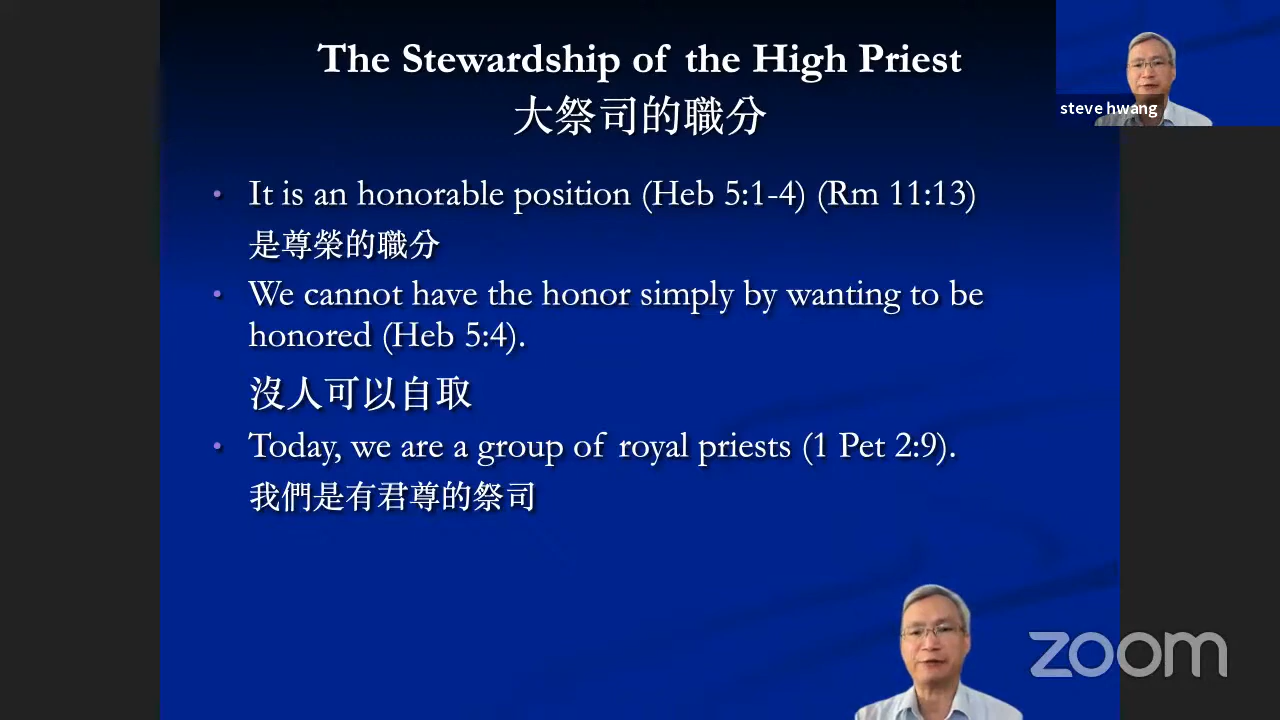 The Stewardship of the High Priest
大祭司的職分
steve hwang
• It is an honorable position (Heb 5:1-4) (Rm 11:13)
是尊榮的職分
• We cannot have the honor simply by wanting to be
honored (Heb 5:4).
沒人可以自取
• Today, we are a group of royal priests (1 Pet 2:9).
我們是有君尊的祭司
zoom